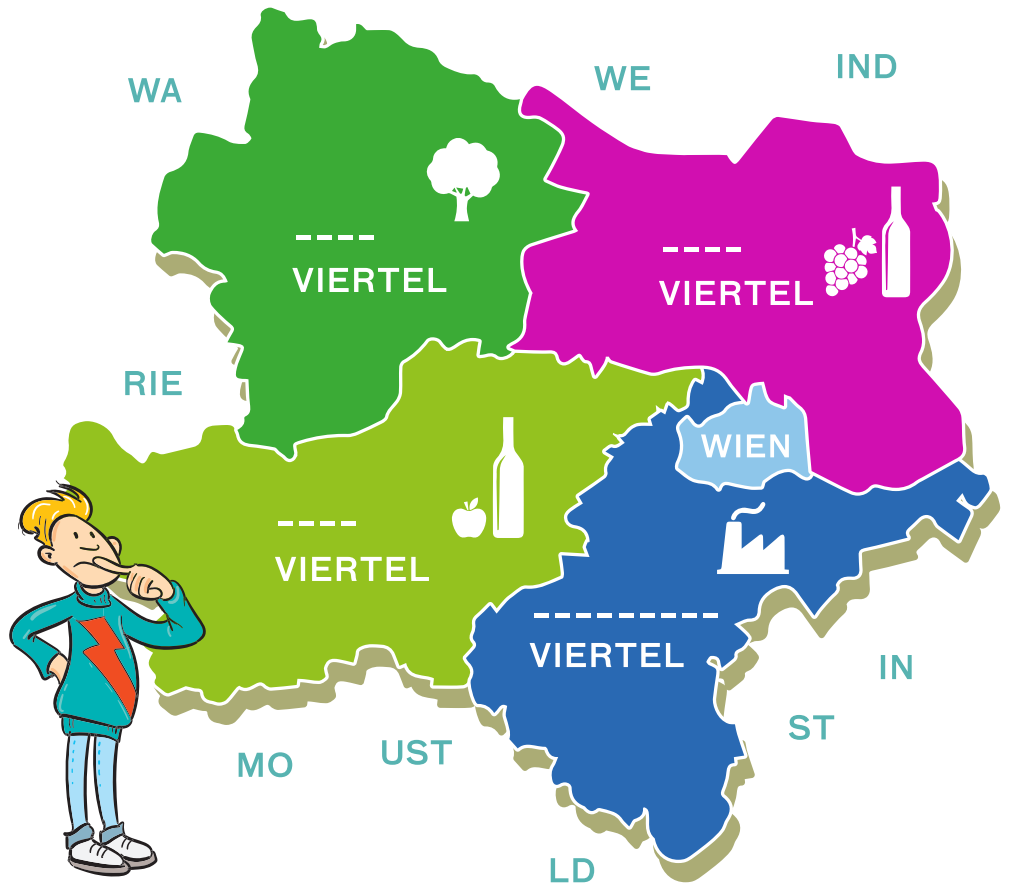 WA
WE
IND
----
VIERTEL
----
VIERTEL
RIE
WIEN
----
VIERTEL
---------
VIERTEL
IN
ST
MO
UST
LD